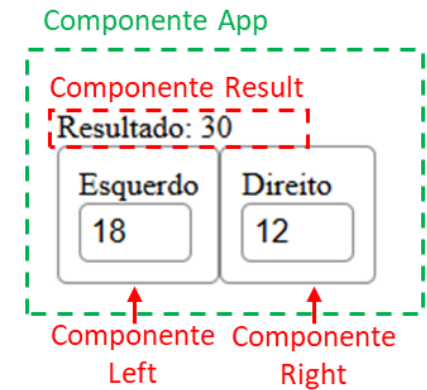 Componente App
Componente Result
Resultado: 30
Esquerdo Direito
18 12
Componente Componente
Left Right